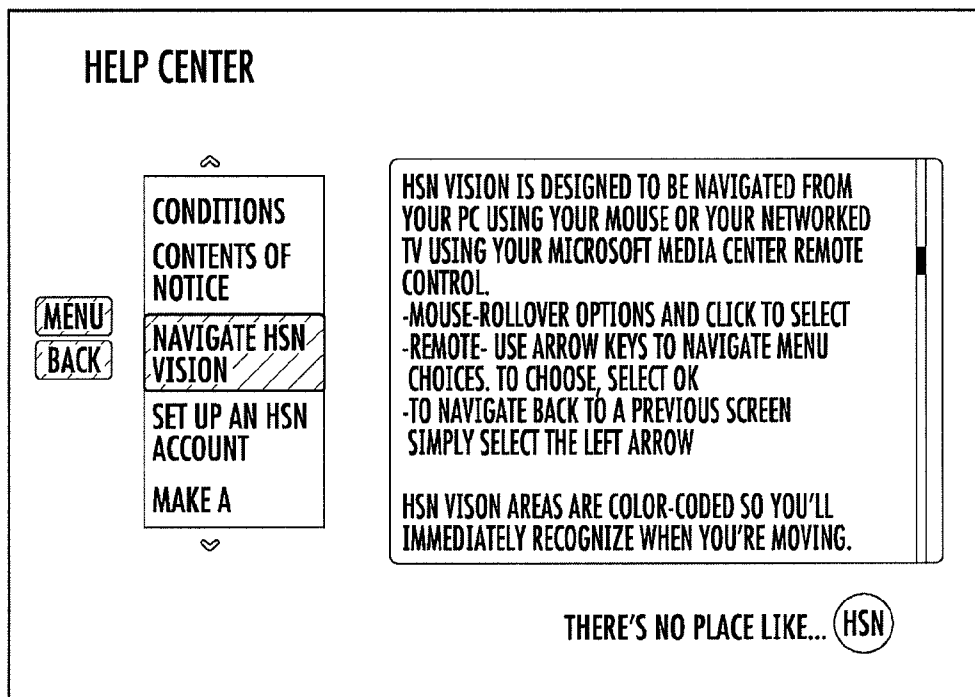 HELP CENTER
MENU
BACK
CONDITIONS
CONTENTS OF
NOTICE
NAVIGATE HSN
VISION
SET UP AN HSN
ACCOUNT
MAKE A
HSN VISION IS DESIGNED TO BE NAVIGATED FROM
YOUR PC USING YOUR MOUSE OR YOUR NETWORKED
TV USING YOUR MICROSOFT MEDIA CENTER REMOTE
CONTROL.
-MOUSE-ROLLOVER OPTIONS AND CLICK TO SELECT
-REMOTE- USE ARROW KEYS TO NAVIGATE MENU
CHOICES. TO CHOOSE, SELECT OK
-TO NAVIGATE BACK TO A PREVIOUS SCREEN
SIMPLY SELECT THE LEFT ARROW
HSN VISON AREAS ARE COLOR-CODED SO YOU'LL
IMMEDIATELY RECOGNIZE WHEN YOU'RE MOVING.
THERE'S NO PLACE LIKE... HSN